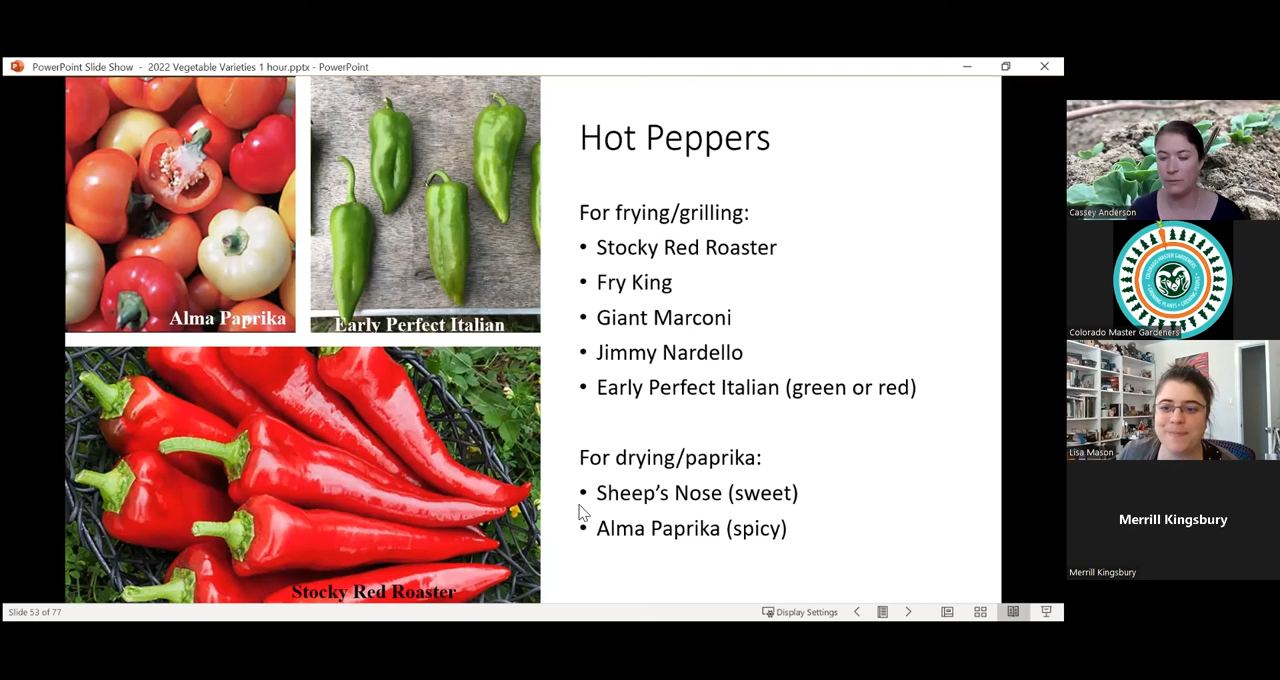 PowerPoint Slide Show - 2022 Vegetable Varieties 1 hour.pptx - PowerPoint
Alma Paprika
Early Perfect Italian
Stocky Red Roaster
Hot Peppers
For frying/grilling:
• Stocky Red Roaster
• Fry King
• Giant Marconi
• Jimmy Nardello
• Early Perfect Italian (green or red)
For drying/paprika:
• Sheep’s Nose (sweet)
• Alma Paprika (spicy)
Slide 53 of 77
Display Settings
Cassey Anderson
COLORADO MASTER GARDENERS
Colorado Master Gardeners
Lisa Mason
Merrill Kingsbury
Merrill Kingsbury